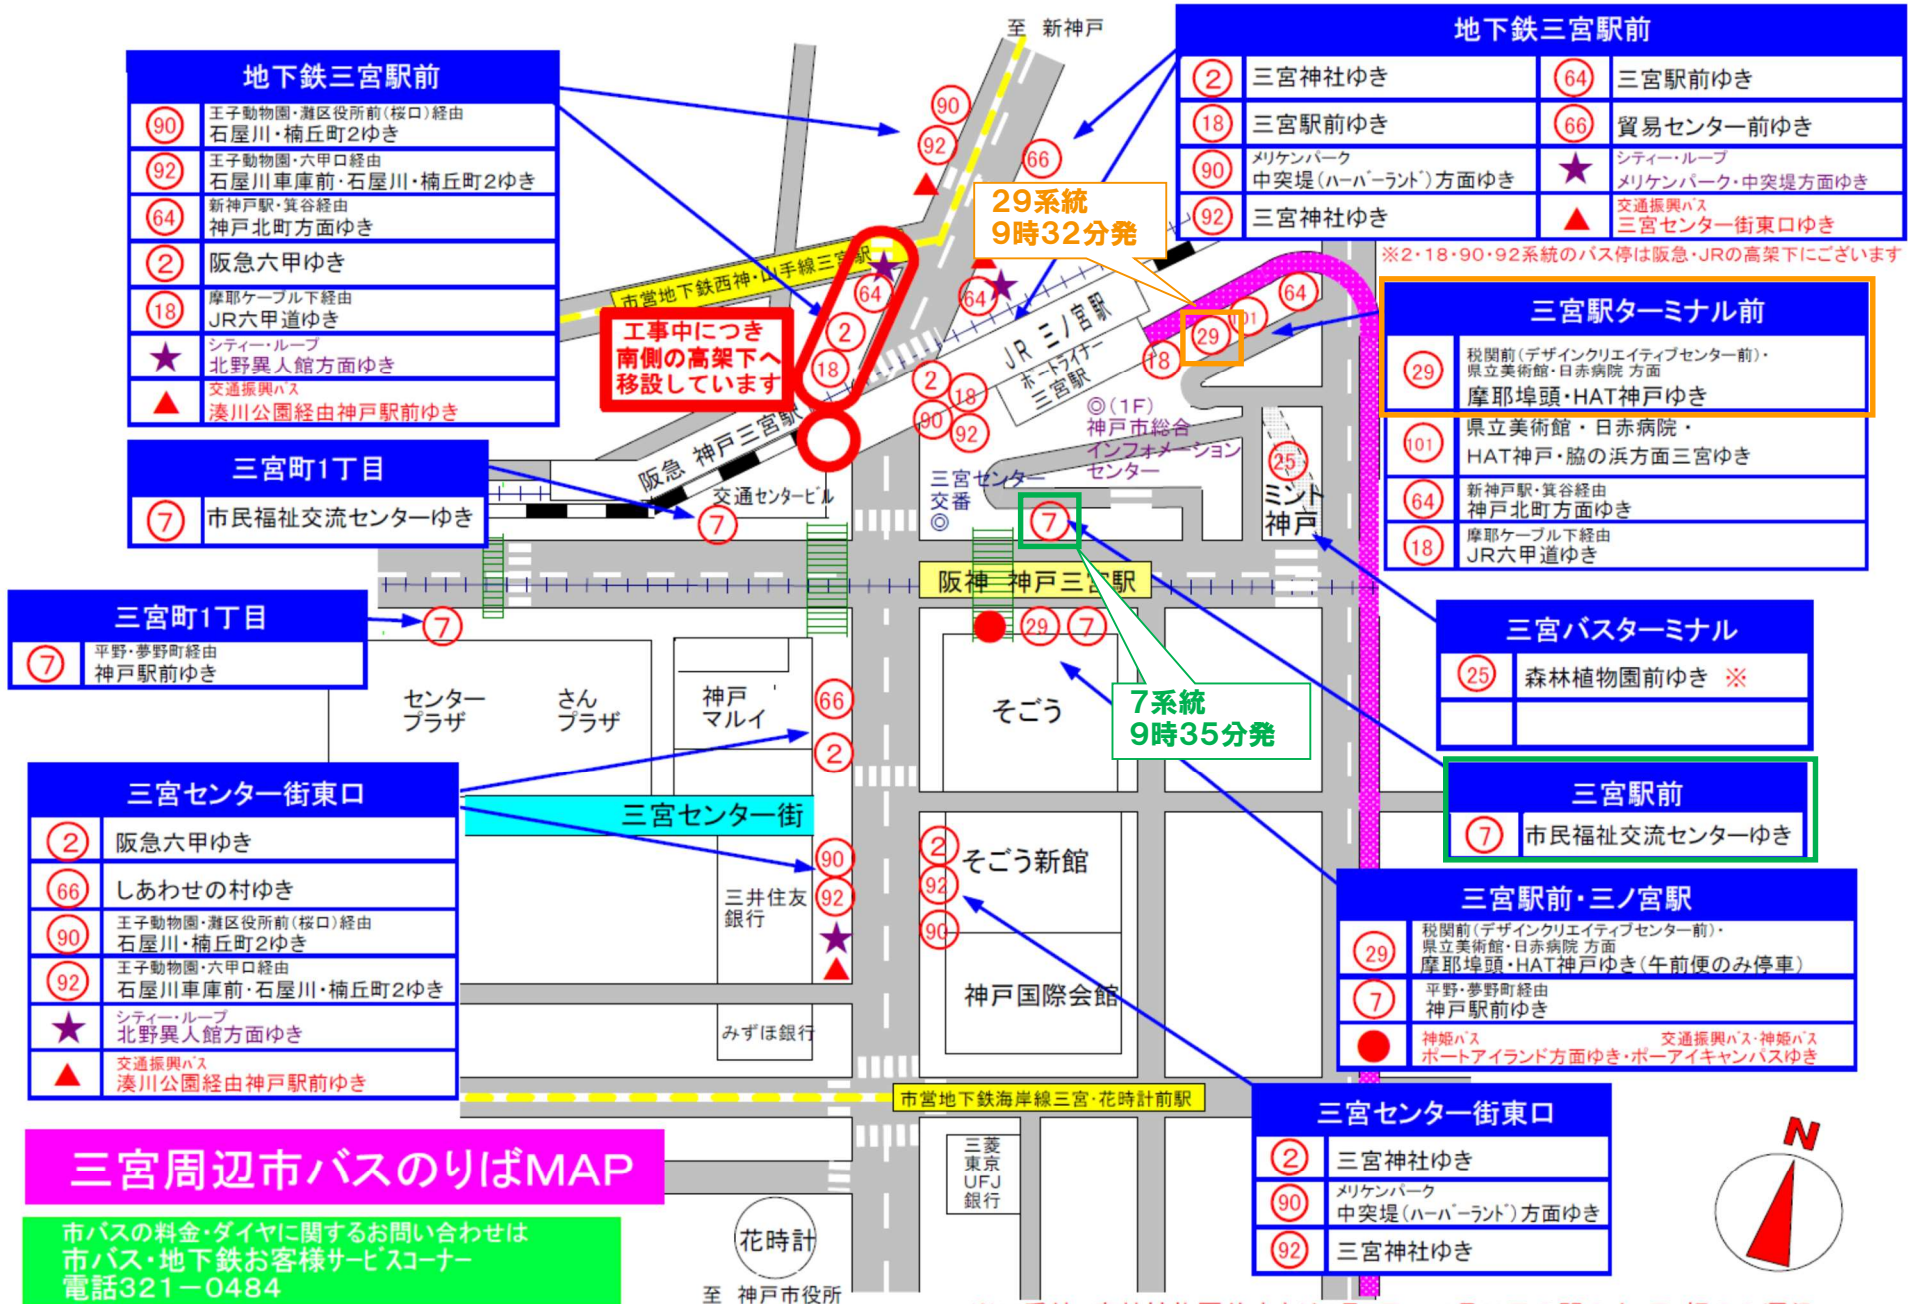 至 新神戸
地下鉄三宮駅前
90
王子動物園・灘区役所前(桜口)経由
石屋川・楠丘町2ゆき
92
王子動物園・六甲口経由
石屋川車庫前・石屋川・楠丘町2ゆき
64
新神戸駅・箕谷経由
神戸北町方面ゆき
2
阪急六甲ゆき
18
摩耶ケーブル下経由
JR六甲道ゆき
★
シティー・ループ
北野異人館方面ゆき
▲
交通振興バス
湊川公園経由神戸駅前ゆき
地下鉄三宮駅前
2
三宮神社ゆき
64
三宮駅前ゆき
18
三宮駅前ゆき
66
貿易センター前ゆき
90
メリケンパーク
中突堤(ハーバーランド)方面ゆき
★
シティー・ループ
メリケンパーク・中突堤方面ゆき
92
三宮神社ゆき
▲
交通振興バス
三宮センター街東口ゆき
※2・18・90・92系統のバス停は阪急・JRの高架下にございます
90
92
66
29系統
9時32分発
市営地下鉄西神・山手線三宮駅
64
2
18
64
工事中につき
南側の高架下へ
移設しています
JR 三ノ宮駅
ポートライナー
三宮駅
64
101
29
18
2
18
90
92
阪急 神戸三宮駅
◎(1F)
神戸市総合
インフォメーション
センター
三宮センター
交番
◎
25
ミント
神戸
交通センタービル
7
7
三宮駅ターミナル前
29
税関前(デザインクリエイティブセンター前)・
県立美術館・日赤病院 方面
摩耶埠頭・HAT神戸ゆき
101
県立美術館・日赤病院・
HAT神戸・脇の浜方面三宮ゆき
64
新神戸駅・箕谷経由
神戸北町方面ゆき
18
摩耶ケーブル下経由
JR六甲道ゆき
三宮町1丁目
7
市民福祉交流センターゆき
阪神 神戸三宮駅
三宮町1丁目
7
平野・夢野町経由
神戸駅前ゆき
7
29
7
三宮バスターミナル
25
森林植物園前ゆき ※
センター
プラザ
さん
プラザ
神戸
マルイ
66
2
そごう
7系統
9時35分発
三宮駅前
7
市民福祉交流センターゆき
三宮センター街東口
2
阪急六甲ゆき
66
しあわせの村ゆき
90
王子動物園・灘区役所前(桜口)経由
石屋川・楠丘町2ゆき
92
王子動物園・六甲口経由
石屋川車庫前・石屋川・楠丘町2ゆき
★
シティー・ループ
北野異人館方面ゆき
▲
交通振興バス
湊川公園経由神戸駅前ゆき
三宮センター街
90
92
三井住友
銀行
2
92
90
そごう新館
神戸国際会館
みずほ銀行
三宮駅前・三ノ宮駅
29
税関前(デザインクリエイティブセンター前)・
県立美術館・日赤病院 方面
摩耶埠頭・HAT神戸ゆき(午前便のみ停車)
7
平野・夢野町経由
神戸駅前ゆき
神姫バス 交通振興バス・神姫バス
ポートアイランド方面ゆき・ポーアイキャンパスゆき
市営地下鉄海岸線三宮・花時計前駅
三宮センター街東口
2
三宮神社ゆき
90
メリケンパーク
中突堤(ハーバーランド)方面ゆき
92
三宮神社ゆき
三菱
東京
UFJ
銀行
N
三宮周辺市バスのりばMAP
市バスの料金・ダイヤに関するお問い合わせは
市バス・地下鉄お客様サービスコーナー
電話321－0484
花時計
至 神戸市役所